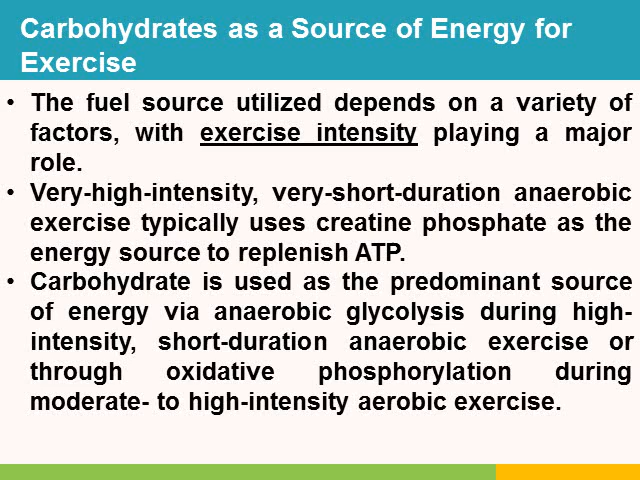 Carbohydrates as a Source of Energy for
Exercise
• The fuel source utilized depends on a variety of
factors, with exercise intensity playing a major
role.
• Very-high-intensity, very-short-duration anaerobic
exercise typically uses creatine phosphate as the
energy source to replenish ATP.
• Carbohydrate is used as the predominant source
of energy via anaerobic glycolysis during high-
intensity, short-duration anaerobic exercise or
through oxidative phosphorylation during
moderate- to high-intensity aerobic exercise.